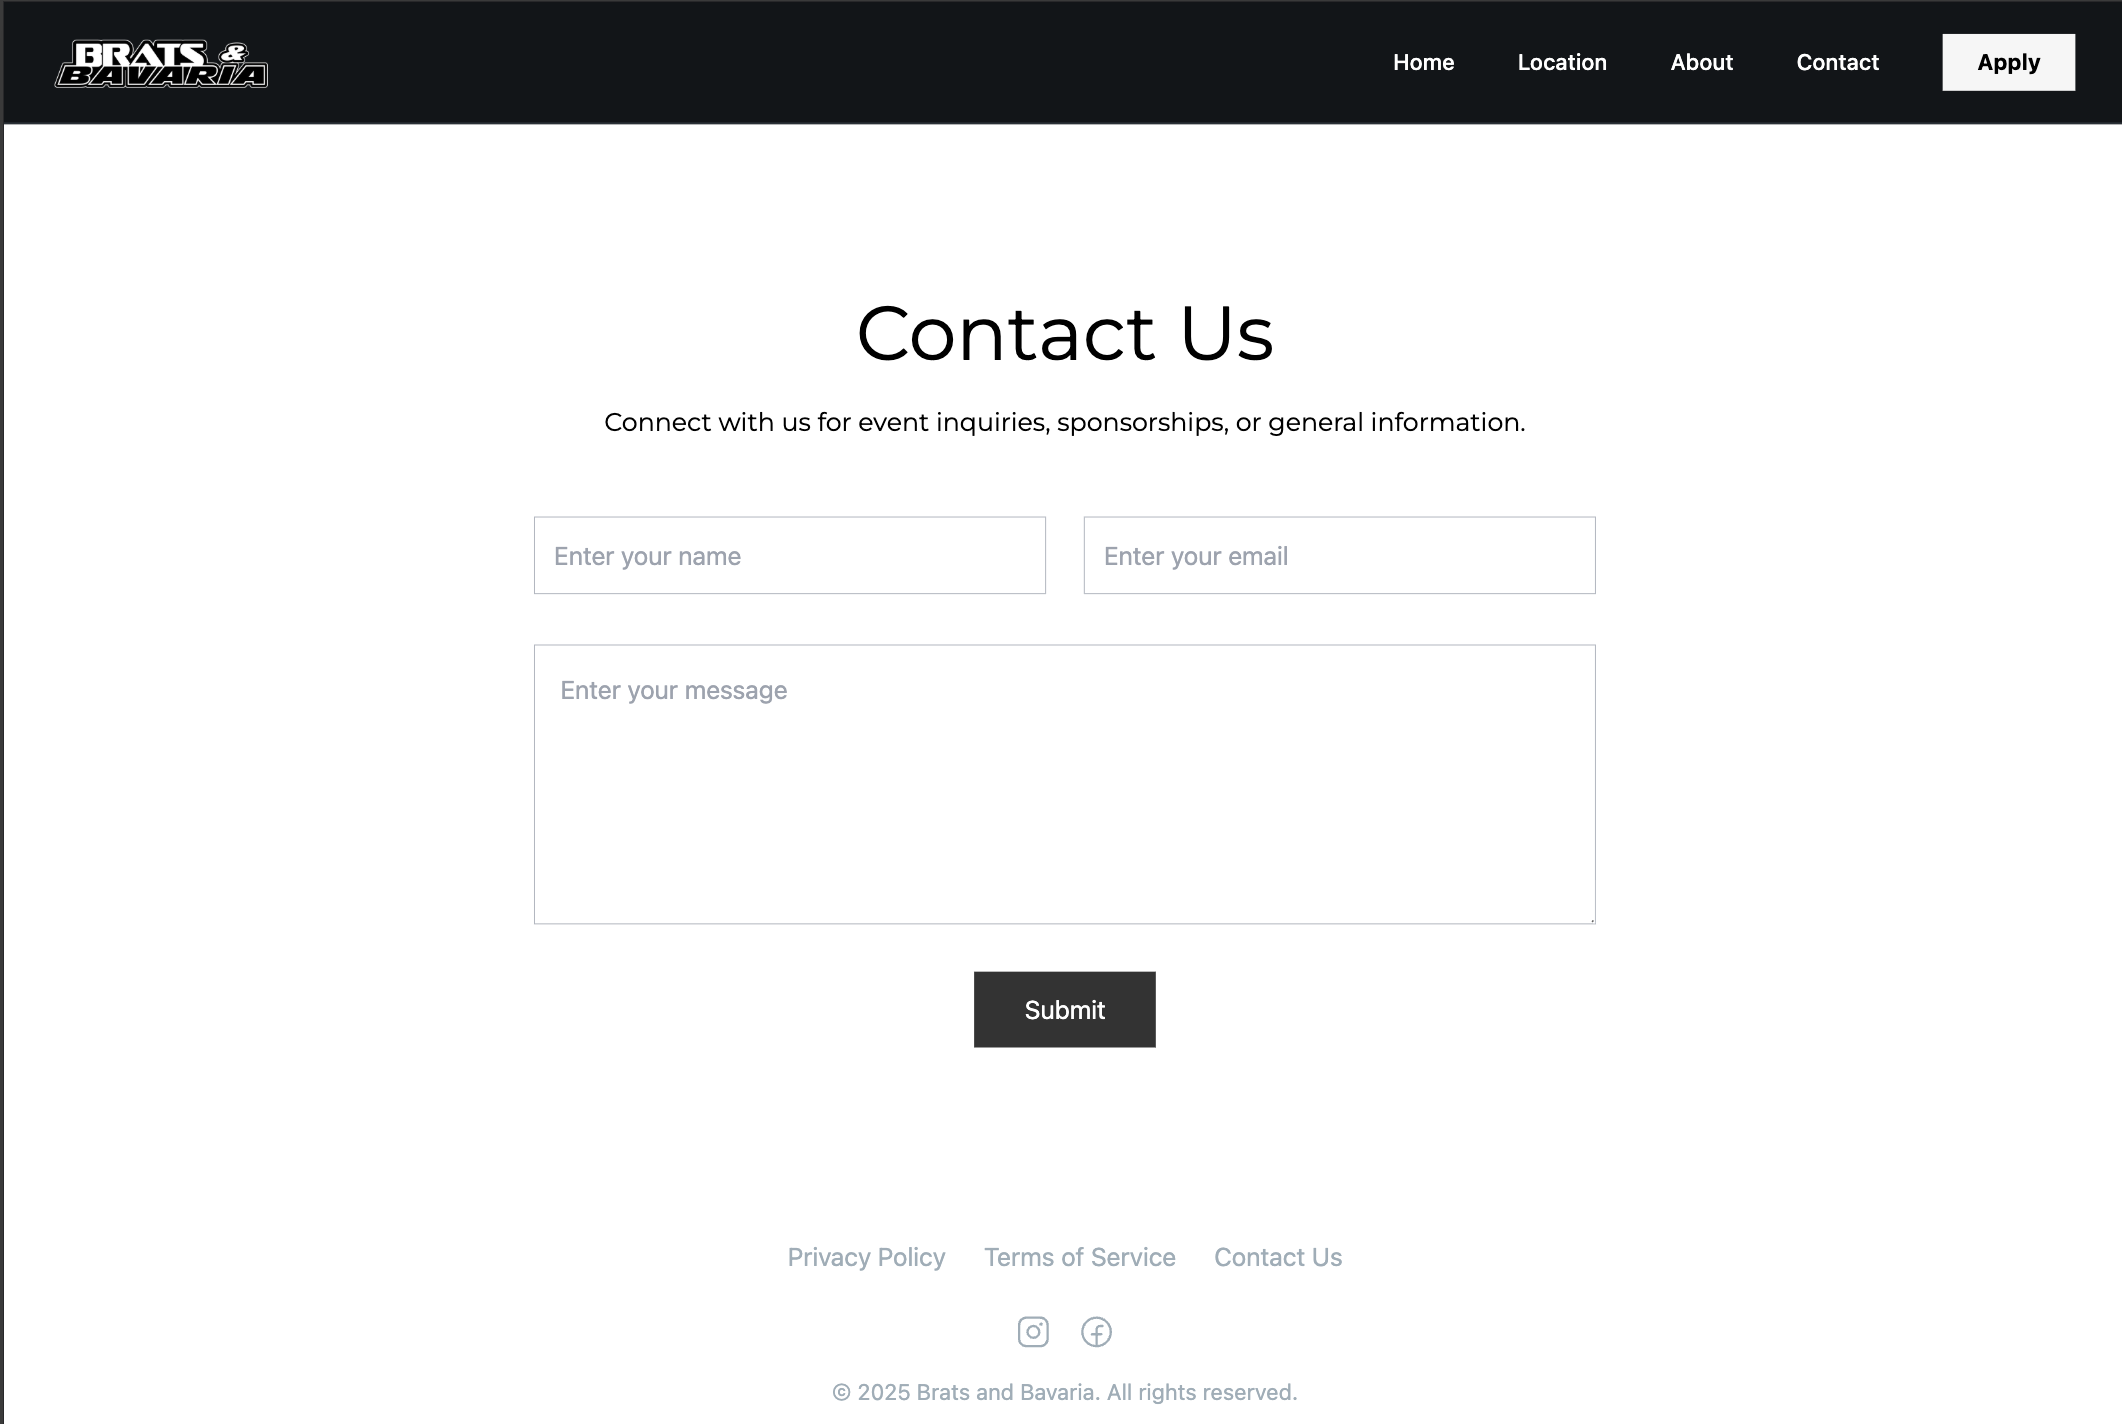 BRATS &
BAVARIA
Home Location About Contact Apply
Contact Us
Connect with us for event inquiries, sponsorships, or general information.
Enter your name Enter your email
Enter your message
Submit
Privacy Policy Terms of Service Contact Us
© 2025 Brats and Bavaria. All rights reserved.